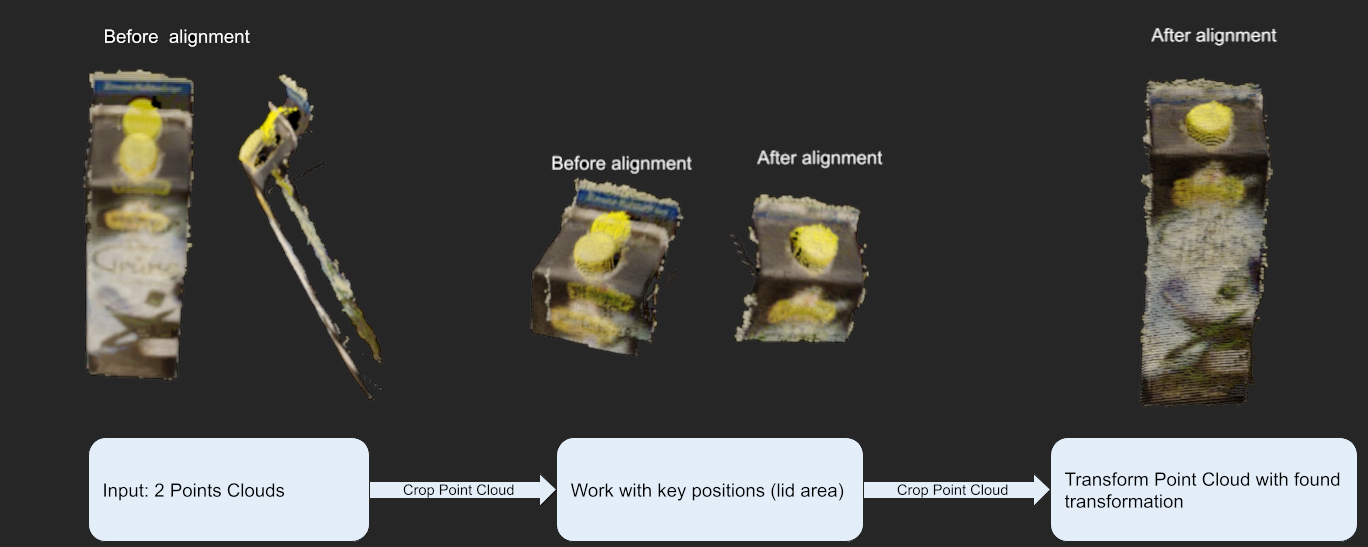 Before alignment
After alignment
Before alignment
After alignment
Input: 2 Points Clouds
Crop Point Cloud
Work with key positions (lid area)
Crop Point Cloud
Transform Point Cloud with found
transformation